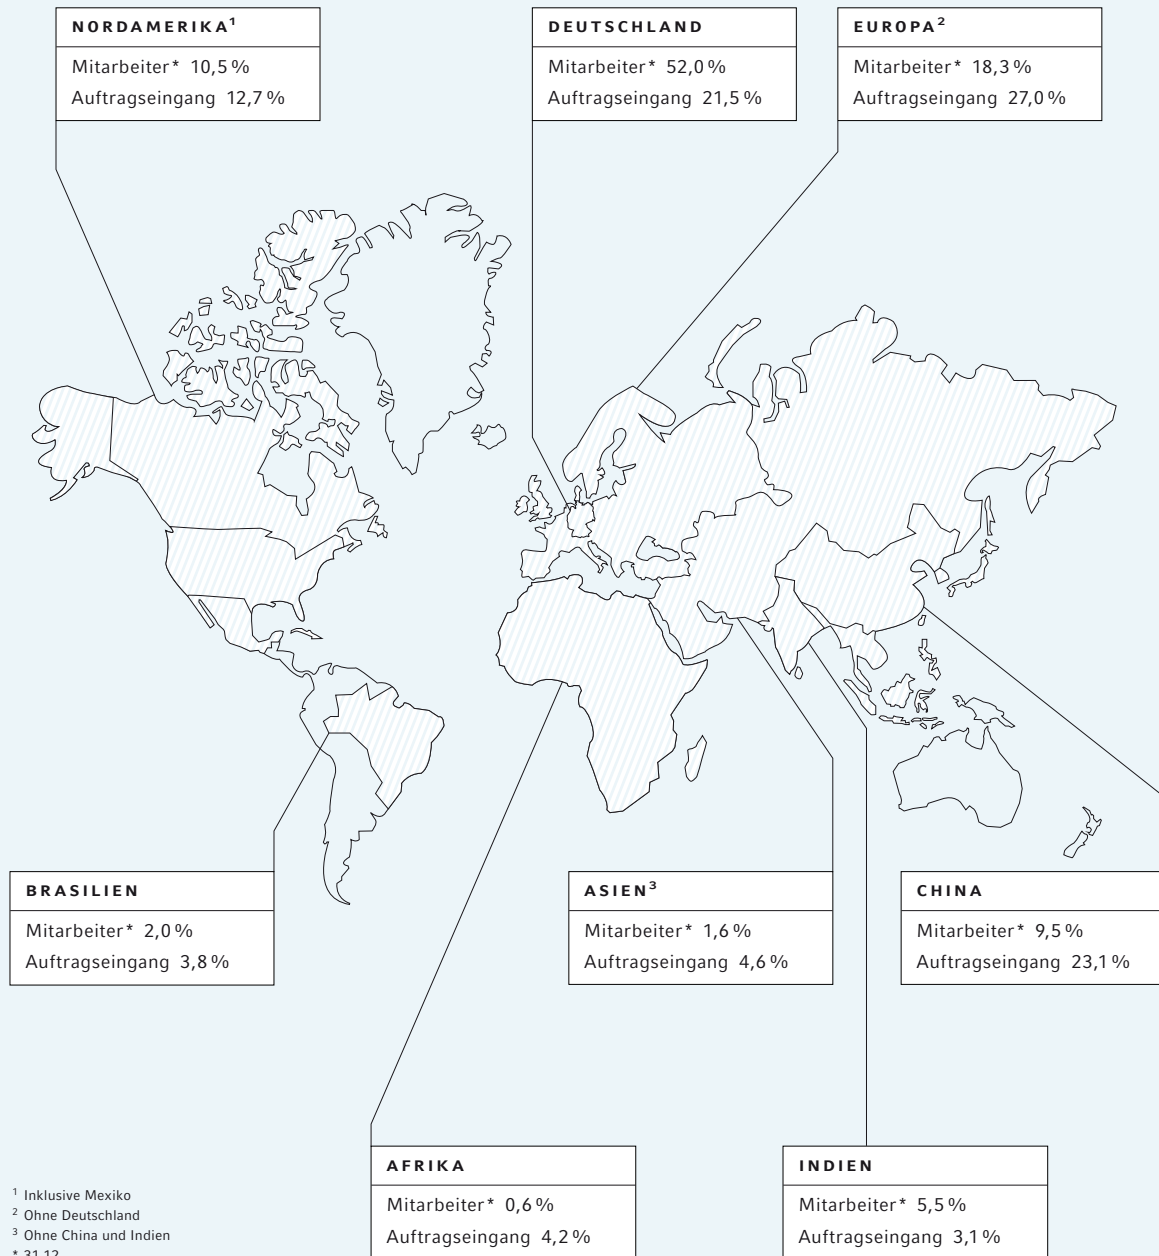 NORDAMERIKA¹
Mitarbeiter* 10,5 %
Auftragseingang 12,7 %
DEUTSCHLAND
Mitarbeiter* 52,0 %
Auftragseingang 21,5 %
EUROPA²
Mitarbeiter* 18,3 %
Auftragseingang 27,0 %
BRASILIEN
Mitarbeiter* 2,0 %
Auftragseingang 3,8 %
ASIEN³
Mitarbeiter* 1,6 %
Auftragseingang 4,6 %
CHINA
Mitarbeiter* 9,5 %
Auftragseingang 23,1 %
AFRIKA
Mitarbeiter* 0,6 %
Auftragseingang 4,2 %
INDIEN
Mitarbeiter* 5,5 %
Auftragseingang 3,1 %
¹ Inklusive Mexiko
² Ohne Deutschland
³ Ohne China und Indien
* 31.12.